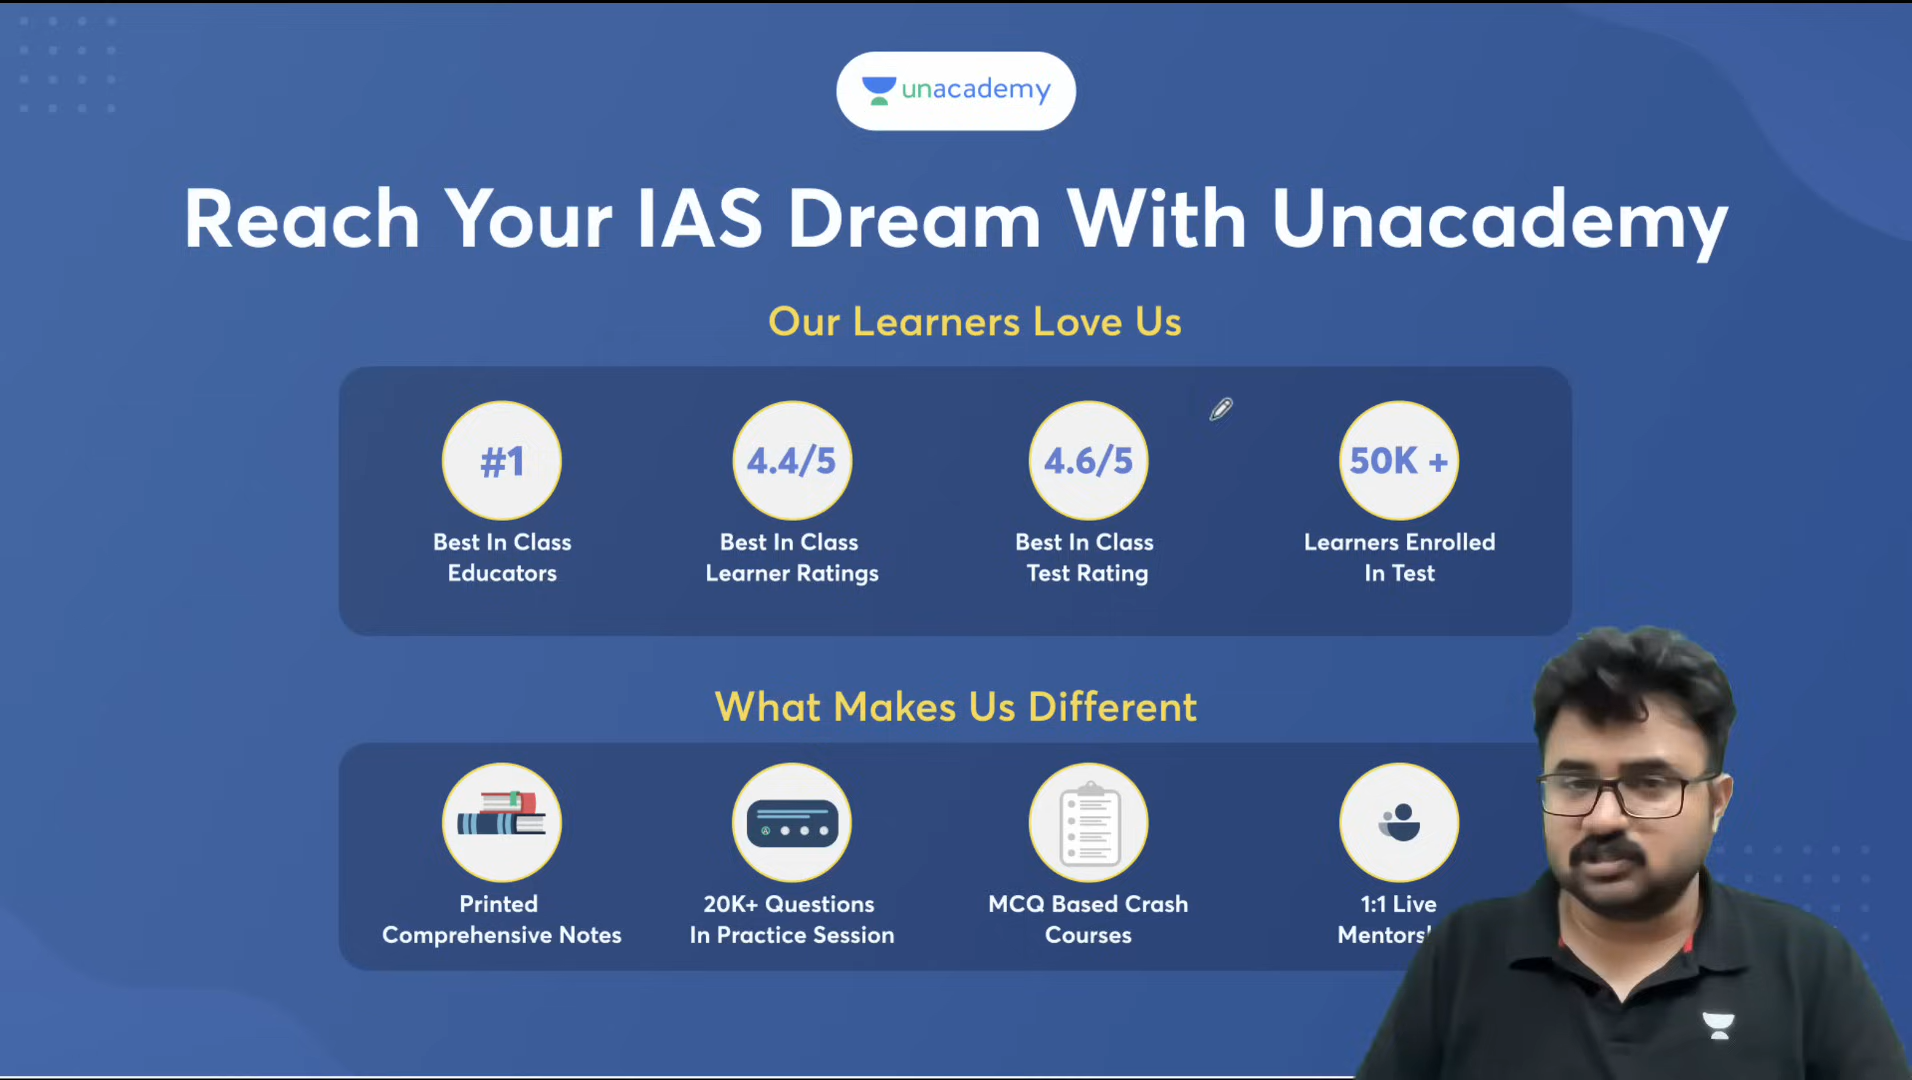 unacademy
Reach Your IAS Dream With Unacademy
Our Learners Love Us
#1
Best In Class
Educators
4.4/5
Best In Class
Learner Ratings
4.6/5
Best In Class
Test Rating
50K +
Learners Enrolled
In Test
What Makes Us Different
Printed
Comprehensive Notes
20K+ Questions
In Practice Session
MCQ Based Crash
Courses
1:1 Live